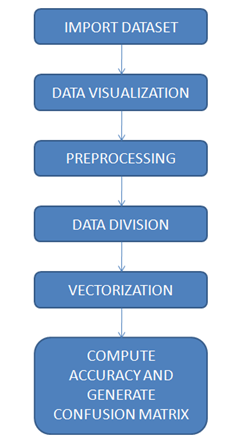 IMPORT DATASET
DATA VISUALIZATION
PREPROCESSING
DATA DIVISION
VECTORIZATION
COMPUTE
ACCURACY AND
GENERATE
CONFUSION MATRIX